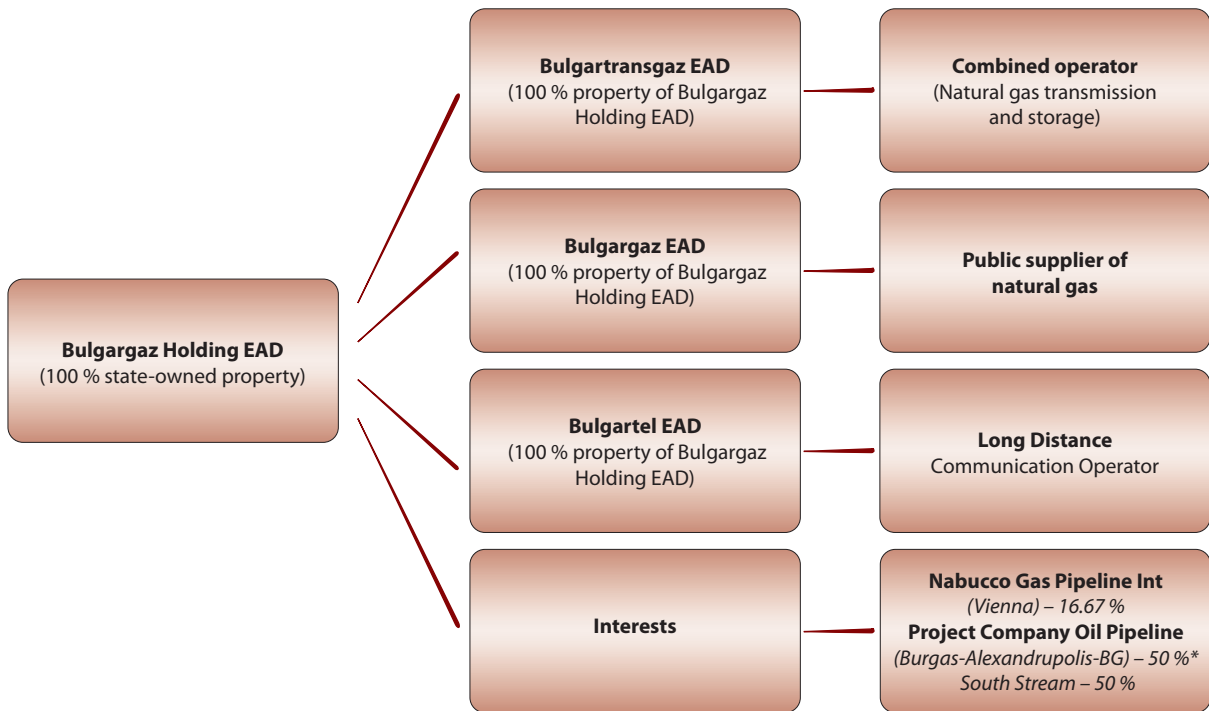 Bulgargaz Holding EAD
(100 % state-owned property)
Bulgartransgaz EAD
(100 % property of Bulgargaz
Holding EAD)
Combined operator
(Natural gas transmission
and storage)
Bulgargaz EAD
(100 % property of Bulgargaz
Holding EAD)
Public supplier of
natural gas
Bulgartel EAD
(100 % property of Bulgargaz
Holding EAD)
Long Distance
Communication Operator
Interests
Nabucco Gas Pipeline Int
(Vienna) – 16.67 %
Project Company Oil Pipeline
(Burgas-Alexandrupolis-BG) – 50 %*
South Stream – 50 %